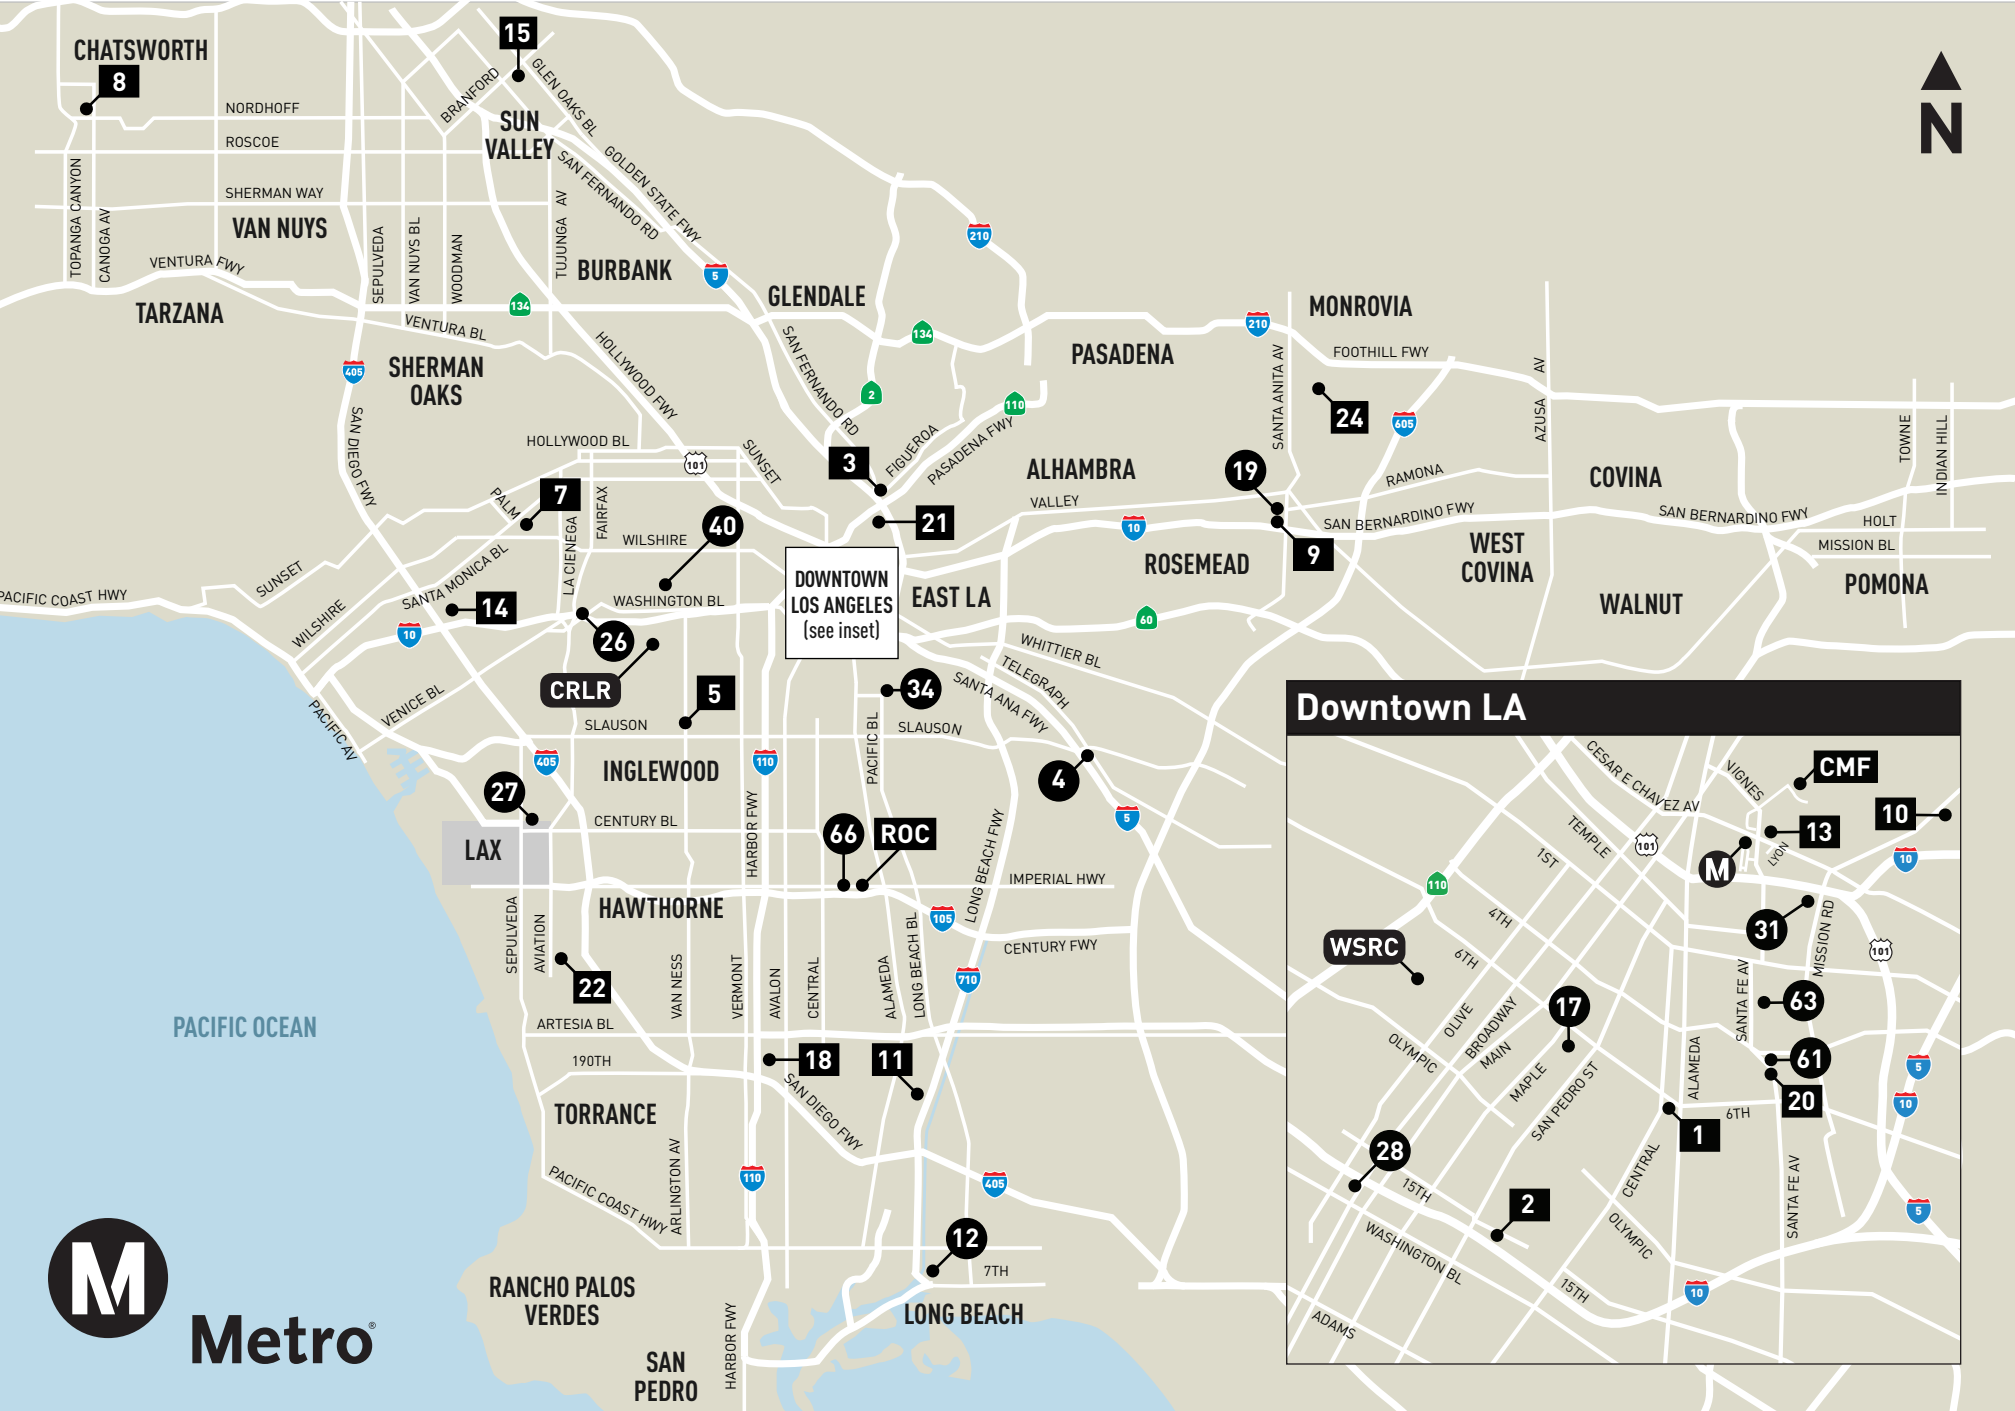 CHATSWORTH
8
15
NORDHOFF
BRANFORD
GLEN OAKS BL
SUN
VALLEY
ROSCOE
SAN FERNANDO RD
GOLDEN STATE FWY
TOPANGA CANYON
CANOGA AV
SHERMAN WAY
VAN NUYS
SEPULVEDA
VAN NUYS BL
WOODMAN
TUJUNGA AV
VENTURA FWY
BURBANK
5
210
N
TARZANA
134
VENTURA BL
GLENDALE
134
SHERMAN
OAKS
405
SAN DIEGO FWY
HOLLYWOOD FWY
SAN FERNANDO RD
2
110
PASADENA
210
MONROVIA
FOOTHILL FWY
SANTA ANITA AV
24
605
AZUSA AV
HOLLYWOOD BL
101
SUNSET
3
FIGUEROA
PASADENA FWY
ALHAMBRA
VALLEY
19
RAMONA
COVINA
TOWNE
INDIAN HILL
PALM
7
FAIRFAX
LA CIENEGA
40
WILSHIRE
21
10
9
SAN BERNARDINO FWY
SAN BERNARDINO FWY
HOLT
MISSION BL
ROSEMEAD
WEST
COVINA
POMONA
WALNUT
PACIFIC COAST HWY
SUNSET
WILSHIRE
SANTA MONICA BL
14
10
WASHINGTON BL
26
CRLR
DOWNTOWN
LOS ANGELES
(see inset)
EAST LA
60
WHITTIER BL
TELEGRAPH
SANTA ANA FWY
34
5
PACIFIC AV
VENICE BL
SLAUSON
SLAUSON
PACIFIC BL
405
INGLEWOOD
110
4
5
27
CENTURY BL
LAX
HARBOR FWY
66
ROC
LONG BEACH FWY
IMPERIAL HWY
HAWTHORNE
105
CENTURY FWY
SEPULVEDA
AVIATION
22
VAN NESS
VERMONT
AVALON
CENTRAL
ALAMEDA
LONG BEACH BL
710
PACIFIC OCEAN
ARTESIA BL
190TH
18
11
SAN DIEGO FWY
TORRANCE
PACIFIC COAST HWY
ARLINGTON AV
110
405
12
7TH
LONG BEACH
RANCHO PALOS
VERDES
HARBOR FWY
SAN
PEDRO
M
Metro®
Downtown LA
CESAR E CHAVEZ AV
VIGNES
CMF
10
TEMPLE
101
13
LYON
10
M
1ST
110
4TH
31
MISSION RD
101
WSRC
6TH
SANTA FE AV
63
OLIVE
BROADWAY
MAIN
17
OLYMPIC
61
5
MAPLE
SAN PEDRO ST
ALAMEDA
20
10
6TH
1
28
15TH
CENTRAL
SANTA FE AV
2
5
WASHINGTON BL
OLYMPIC
15TH
10
ADAMS